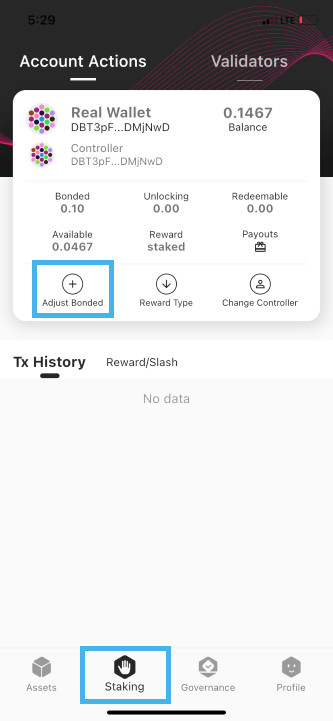 5:29
LTE
Account Actions
Validators
Real Wallet
0.1467
DBT3pF...DMjNwD
Balance
Controller
DBT3pF...DMjNwD
Bonded
Unlocking
Redeemable
0.10
0.00
0.00
Available
Reward
Payouts
0.0467
staked
Adjust Bonded
Reward Type
Change Controller
Tx History
Reward/Slash
No data
Assets
Staking
Governance
Profile